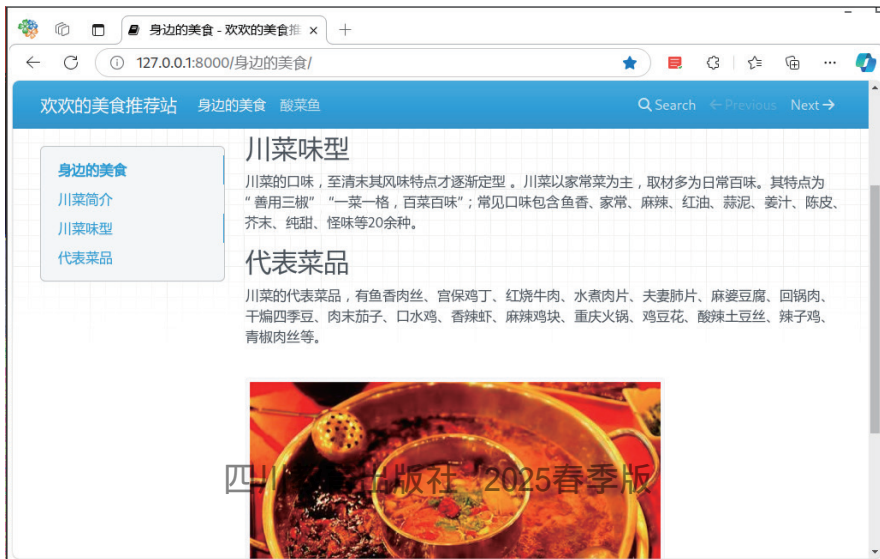 身边的美食 - 欢欢的美食推
127.0.0.1:8000/身边的美食/
欢欢的美食推荐站 身边的美食 酸菜鱼 Search ←Previous Next→
身边的美食
川菜简介
川菜味型
代表菜品
川菜味型
川菜的口味，至清末其风味特点才逐渐定型 。川菜以家常菜为主，取材多为日常百味。其特点为
“善用三椒” “一菜一格，百菜百味”；常见口味包含鱼香、家常、麻辣、红油、蒜泥、姜汁、陈皮、
芥末、纯甜、怪味等20余种。
代表菜品
川菜的代表菜品，有鱼香肉丝、宫保鸡丁、红烧牛肉、水煮肉片、夫妻肺片、麻婆豆腐、回锅肉、
干煸四季豆、肉末茄子、口水鸡、香辣虾、麻辣鸡块、重庆火锅、鸡豆花、酸辣土豆丝、辣子鸡、
青椒肉丝等。
四川 出版社 2025春季版